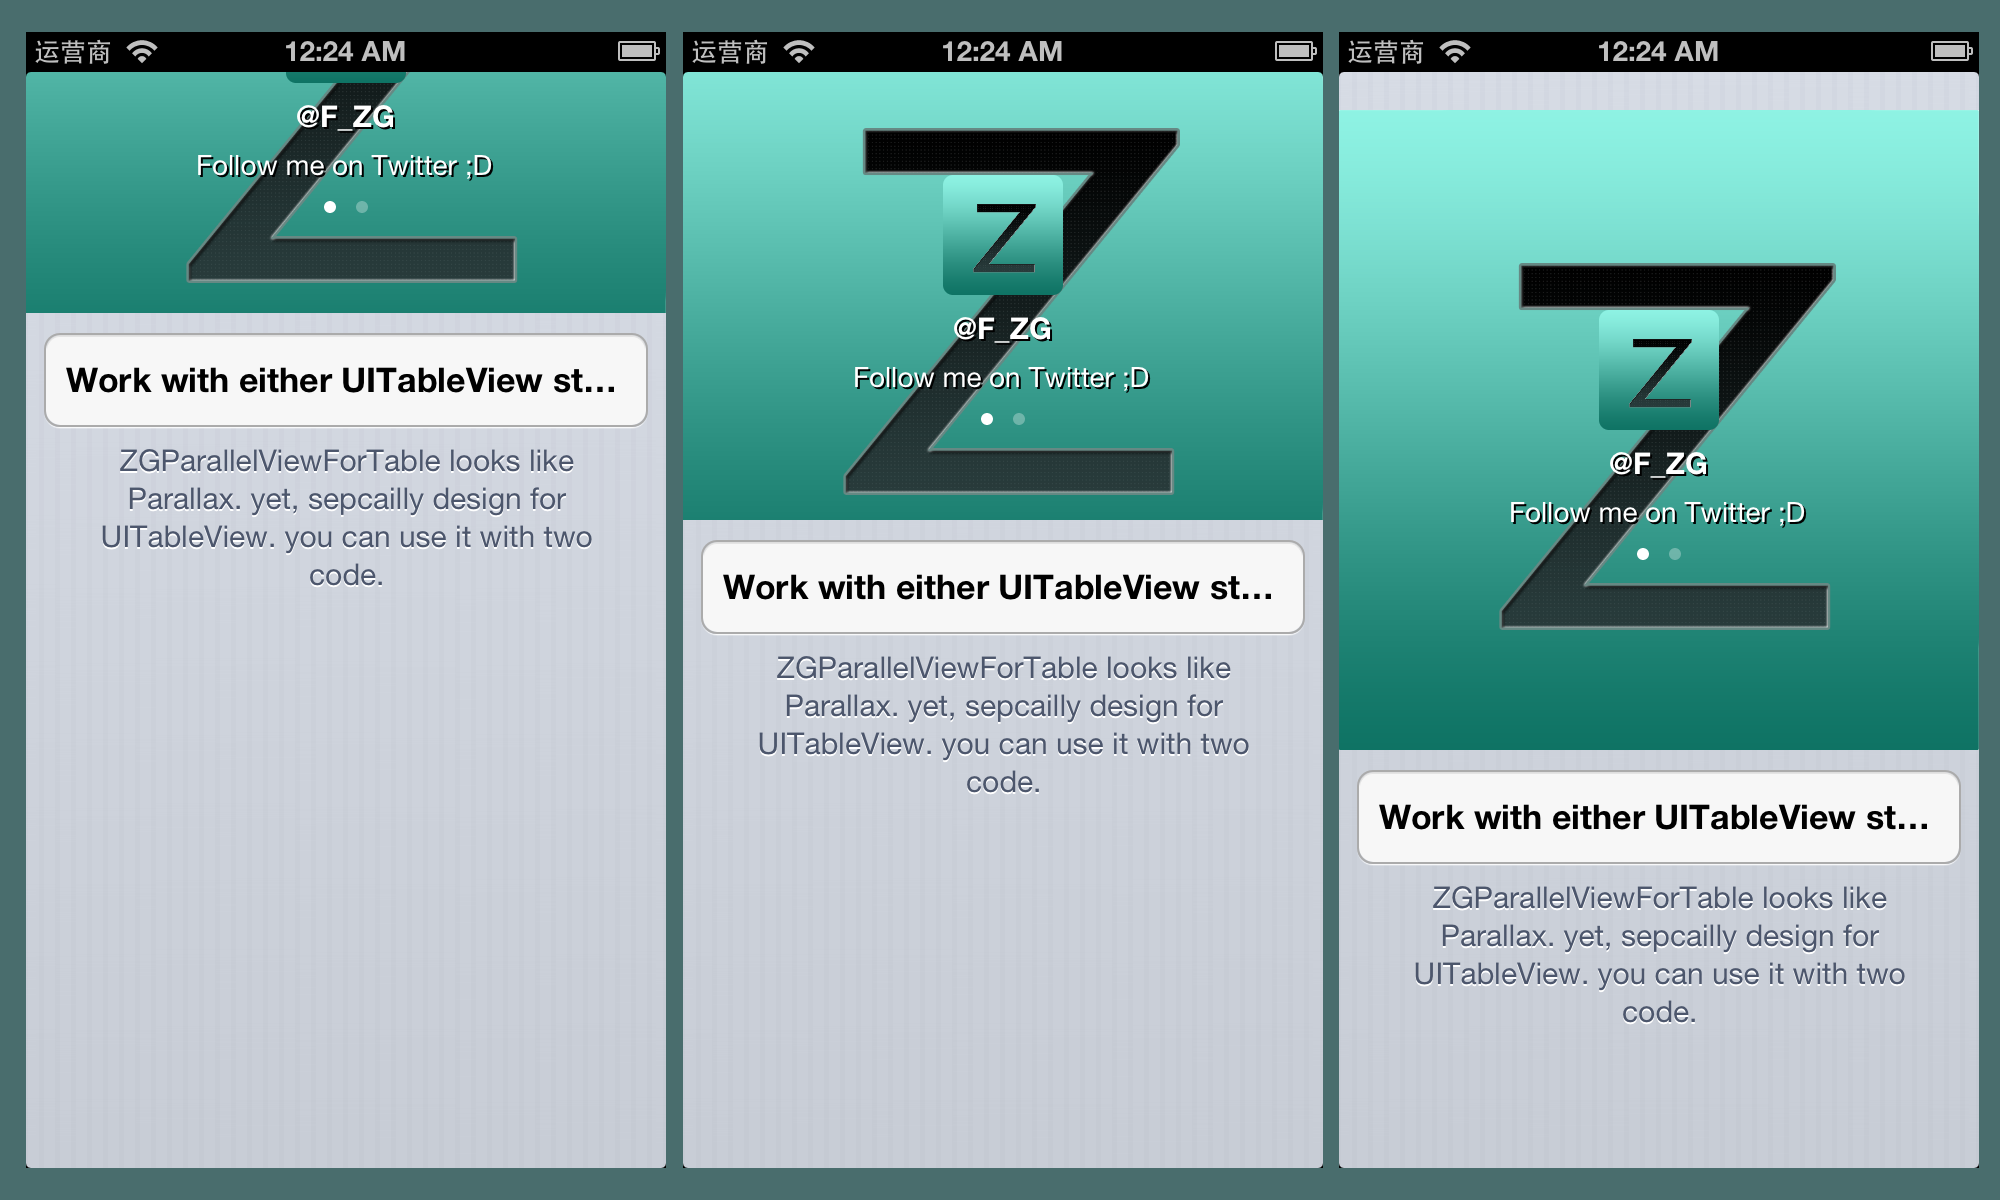 运营商 12:24 AM
@F_ZG
Follow me on Twitter ;D
Work with either UITableView st...
ZGParallelViewForTable looks like
Parallax. yet, sepcailly design for
UITableView. you can use it with two
code.
运营商 12:24 AM
Z
@F_ZG
Follow me on Twitter ;D
Work with either UITableView st...
ZGParallelViewForTable looks like
Parallax. yet, sepcailly design for
UITableView. you can use it with two
code.
运营商 12:24 AM
Z
@F_ZG
Follow me on Twitter ;D
Work with either UITableView st...
ZGParallelViewForTable looks like
Parallax. yet, sepcailly design for
UITableView. you can use it with two
code.